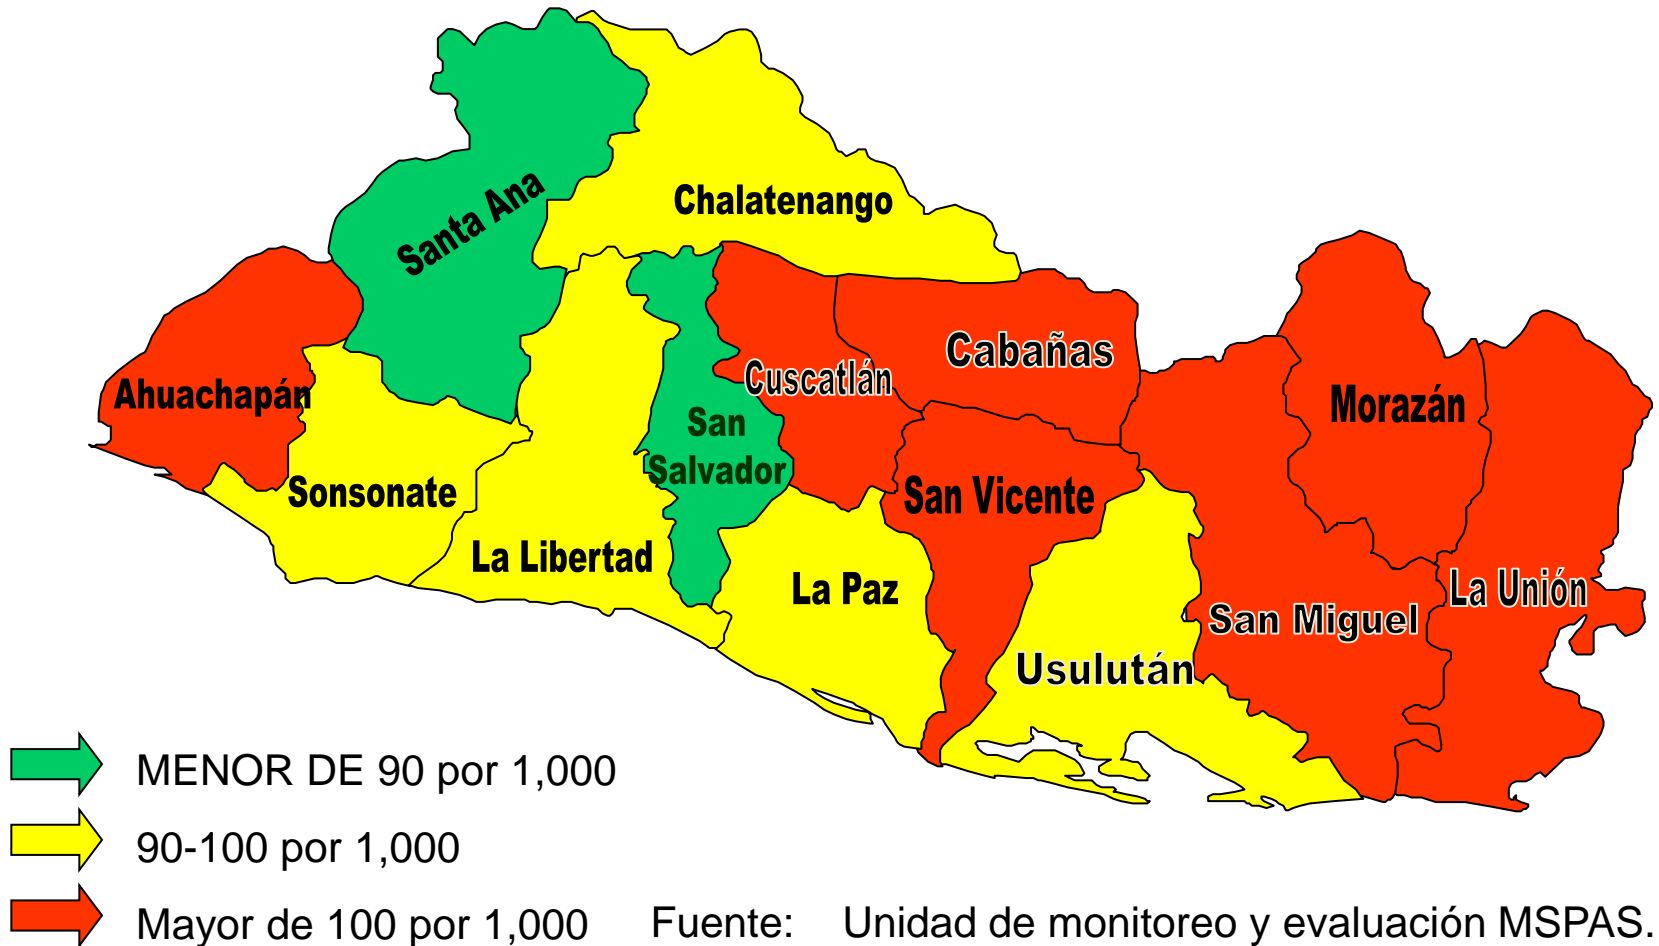 Santa Ana
Chalatenango
Ahuachapán
Cuscatlán
Cabañas
Morazán
San
Salvador
Sonsonate
San Vicente
La Libertad
La Paz
La Unión
San Miguel
Usulután
MENOR DE 90 por 1,000
90-100 por 1,000
Mayor de 100 por 1,000
Fuente: Unidad de monitoreo y evaluación MSPAS.